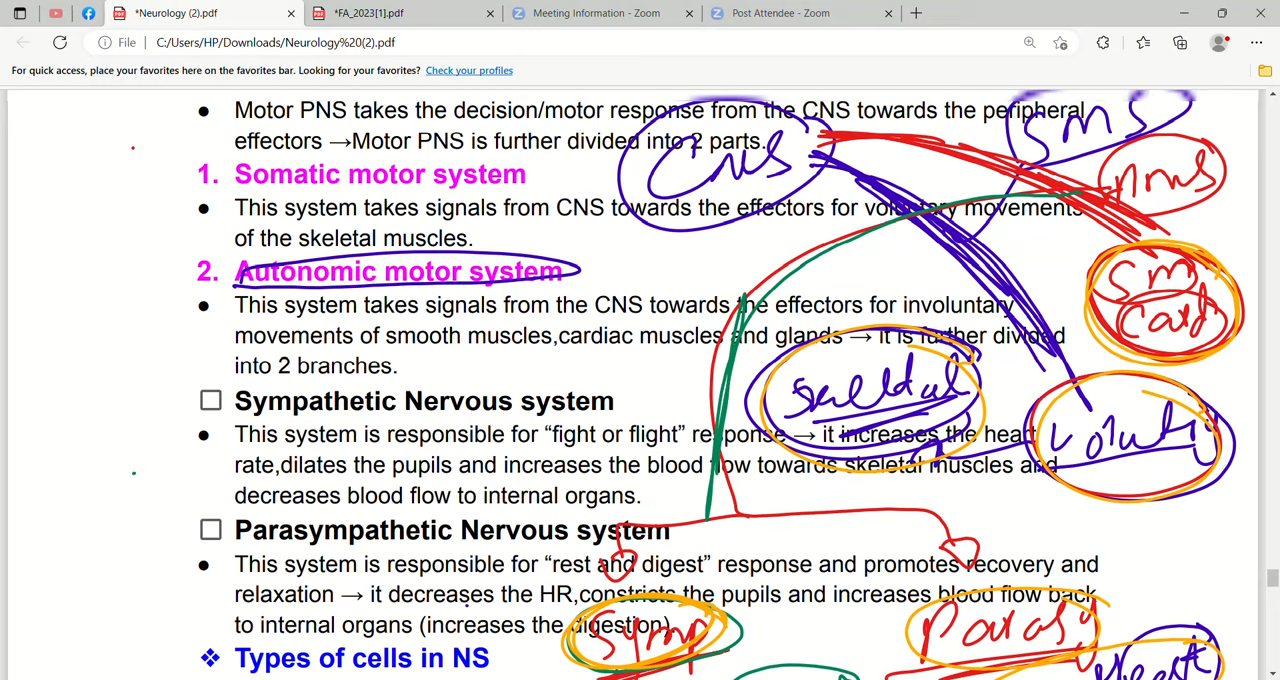 *Neurology (2).pdf
*FA_2023[1].pdf
Meeting Information - Zoom
Post Attendee - Zoom
File
C:/Users/HP/Downloads/Neurology%20(2).pdf
For quick access, place your favorites here on the favorites bar. Looking for your favorites? Check your profiles
● Motor PNS takes the decision/motor response from the CNS towards the peripheral
effectors →Motor PNS is further divided into 2 parts.
1. Somatic motor system
● This system takes signals from CNS towards the effectors for voluntary movements
of the skeletal muscles.
2. Autonomic motor system
● This system takes signals from the CNS towards the effectors for involuntary
movements of smooth muscles,cardiac muscles and glands → it is further divided
into 2 branches.
☐ Sympathetic Nervous system
● This system is responsible for “fight or flight” response → it increases the heart
rate,dilates the pupils and increases the blood flow towards skeletal muscles and
decreases blood flow to internal organs.
☐ Parasympathetic Nervous system
● This system is responsible for “rest and digest” response and promotes recovery and
relaxation → it decreases the HR,constricts the pupils and increases blood flow back
to internal organs (increases the digestion)
❖ Types of cells in NS
CNS
SMS
Sm
Card
Skeletal
Symp
Parasy